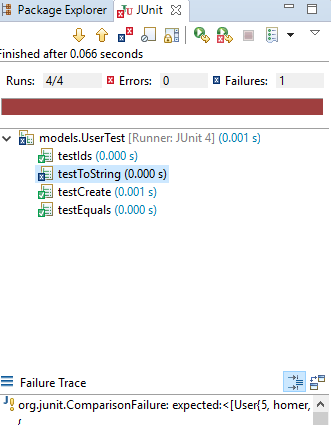 Package Explorer JUnit
Finished after 0.066 seconds
Runs: 4/4 Errors: 0 Failures: 1
models.UserTest [Runner: JUnit 4] (0.001 s)
testIds (0.000 s)
testToString (0.000 s)
testCreate (0.001 s)
testEquals (0.000 s)
Failure Trace
org.junit.ComparisonFailure: expected:<[User{5, homer,
{